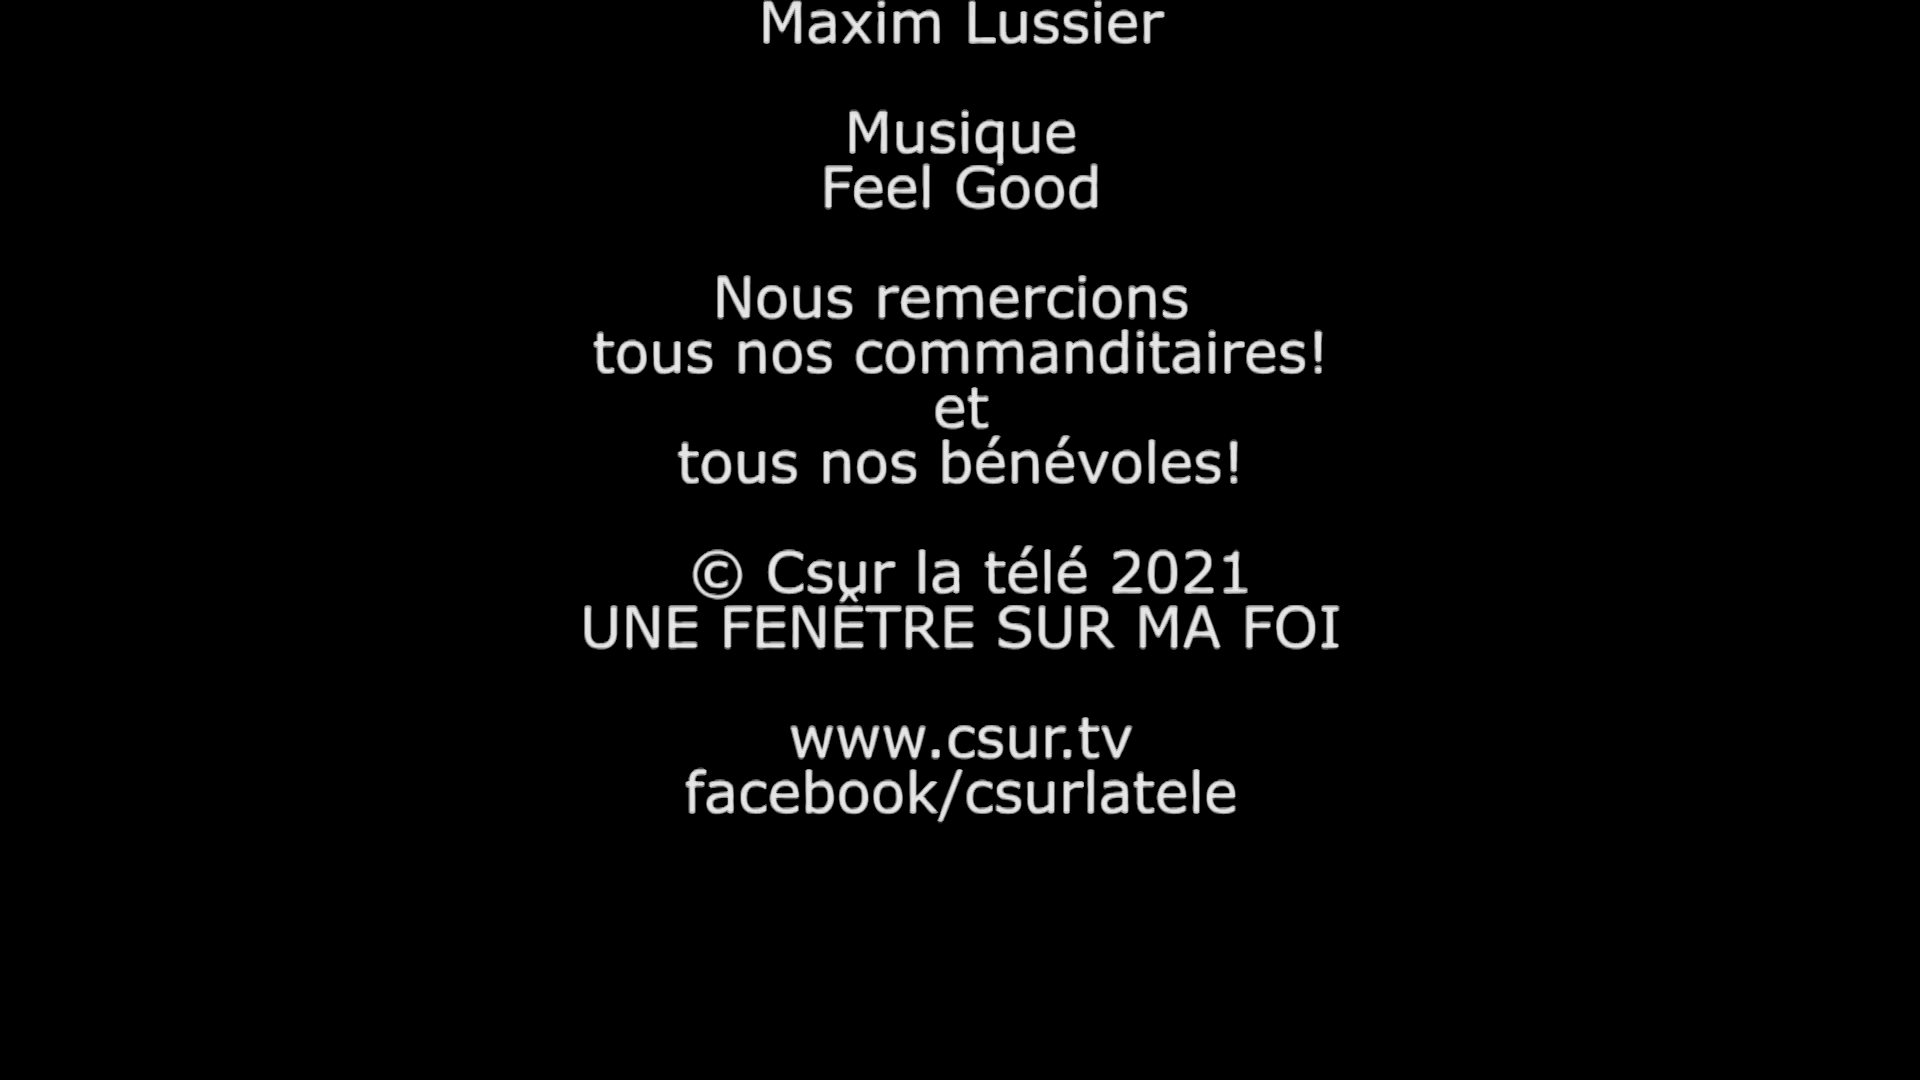 Maxim Lussier
Musique
Feel Good
Nous remercions
tous nos commanditaires!
et
tous nos bénévoles!
© Csur la télé 2021
UNE FENÊTRE SUR MA FOI
www.csur.tv
facebook/csurlatele